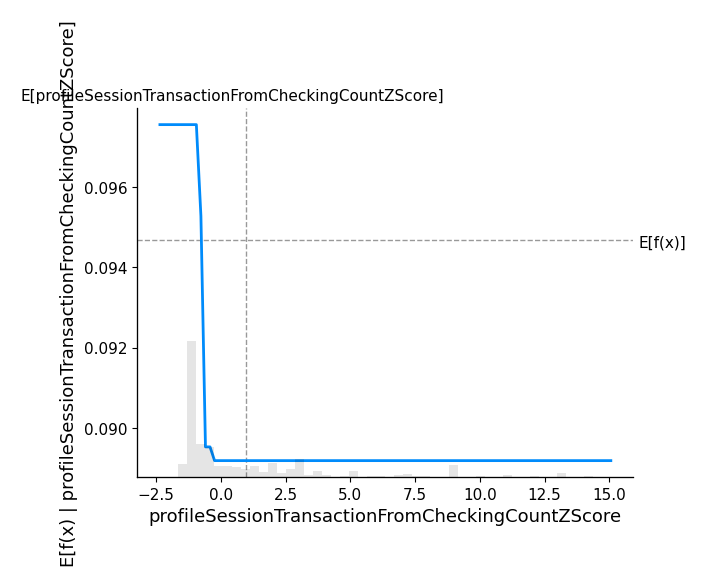 E[profileSessionTransactionFromCheckingCountZScore]
E[f(x) | profileSessionTransactionFromCheckingCountZScore]
0.096
0.094
0.092
0.090
E[f(x)]
−2.5 0.0 2.5 5.0 7.5 10.0 12.5 15.0
profileSessionTransactionFromCheckingCountZScore